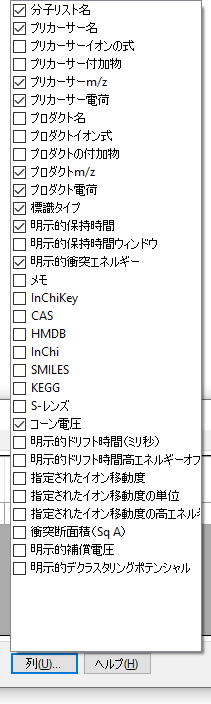 分子リスト名
プリカーサー名
プリカーサーイオンの式
プリカーサー付加物
プリカーサーm/z
プリカーサー電荷
プロダクト名
プロダクトイオン式
プロダクトの付加物
プロダクトm/z
プロダクト電荷
標識タイプ
明示的保持時間
明示的保持時間ウィンドウ
明示的衝突エネルギー
メモ
InChiKey
CAS
HMDB
InChi
SMILES
KEGG
S-レンズ
コーン電圧
明示的ドリフト時間(ミリ秒)
明示的ドリフト時間高エネルギーオフ
指定されたイオン移動度
指定されたイオン移動度の単位
指定されたイオン移動度の高エネルギ
衝突断面積(Sq A)
明示的補償電圧
明示的デクラスタリングポテンシャル
列(U)... ヘルプ(H)